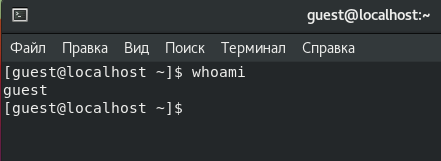 guest@localhost:~
Файл Правка Вид Поиск Терминал Справка
[guest@localhost ~]$ whoami
guest
[guest@localhost ~]$